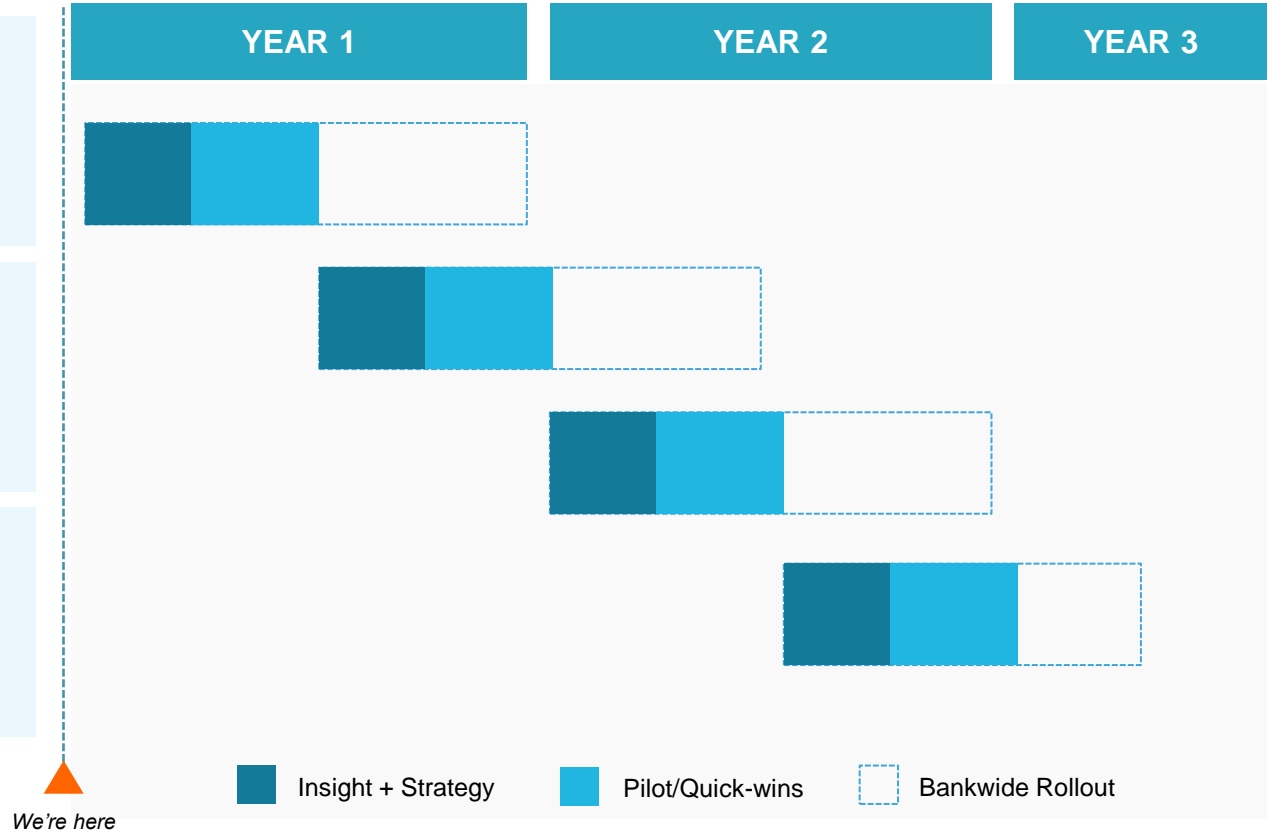 YEAR 1
YEAR 2
YEAR 3
Insight + Strategy
Pilot/Quick-wins
Bankwide Rollout
We’re here